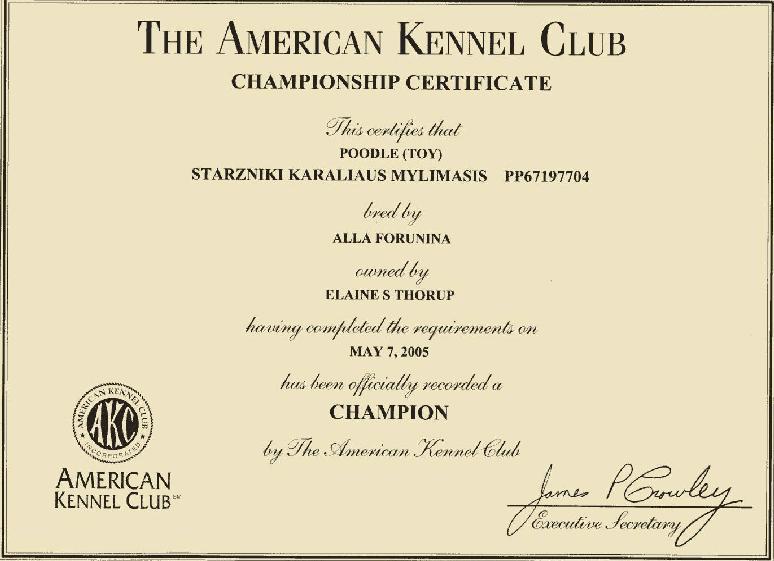 THE AMERICAN KENNEL CLUB
CHAMPIONSHIP CERTIFICATE
This certifies that
POODLE (TOY)
STARZNIKI KARALIAUS MYLIMASIS PP67197704
bred by
ALLA FORUNINA
owned by
ELAINE S THORUP
having completed the requirements on
MAY 7, 2005
has been officially recorded a
CHAMPION
by The American Kennel Club
AMERICAN KENNEL CLUB
AKC
INCORPORATED
AMERICAN
KENNEL CLUB℠
James P Crowley
Executive Secretary